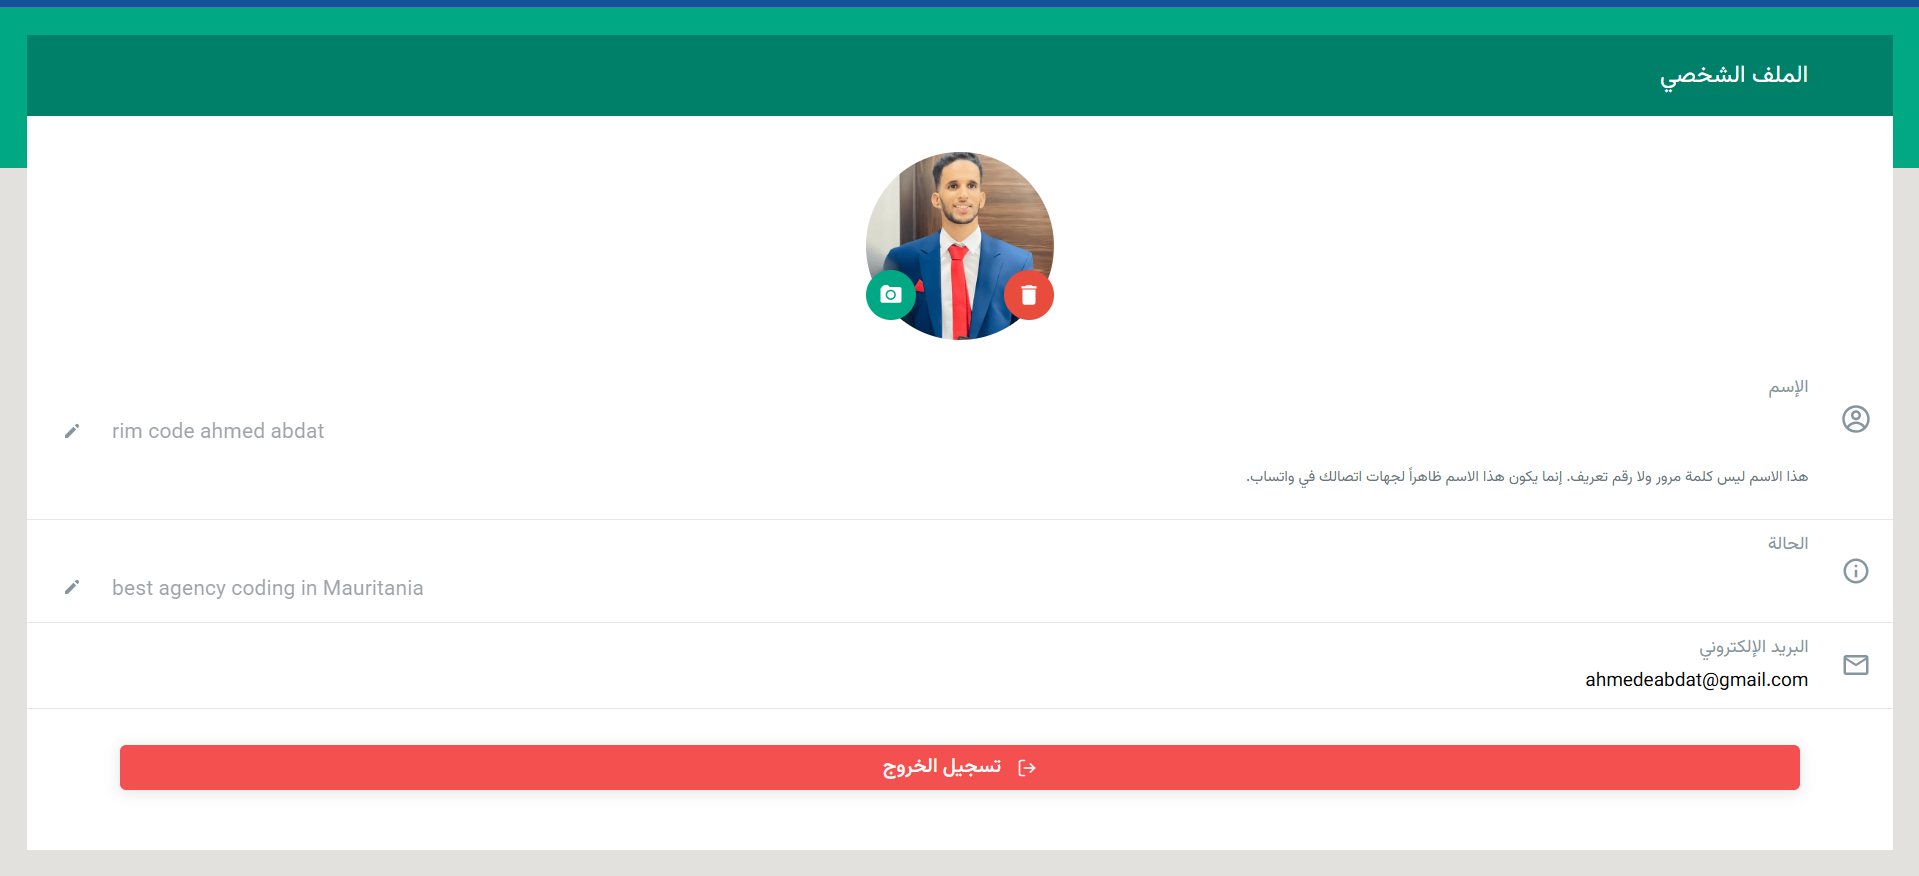 الملف الشخصي
الإسم
rim code ahmed abdat
هذا الاسم ليس كلمة مرور ولا رقم تعريف. إنما يكون هذا الاسم ظاهراً لجهات اتصالك في واتساب.
الحالة
best agency coding in Mauritania
البريد الإلكتروني
ahmedeabdat@gmail.com
تسجيل الخروج